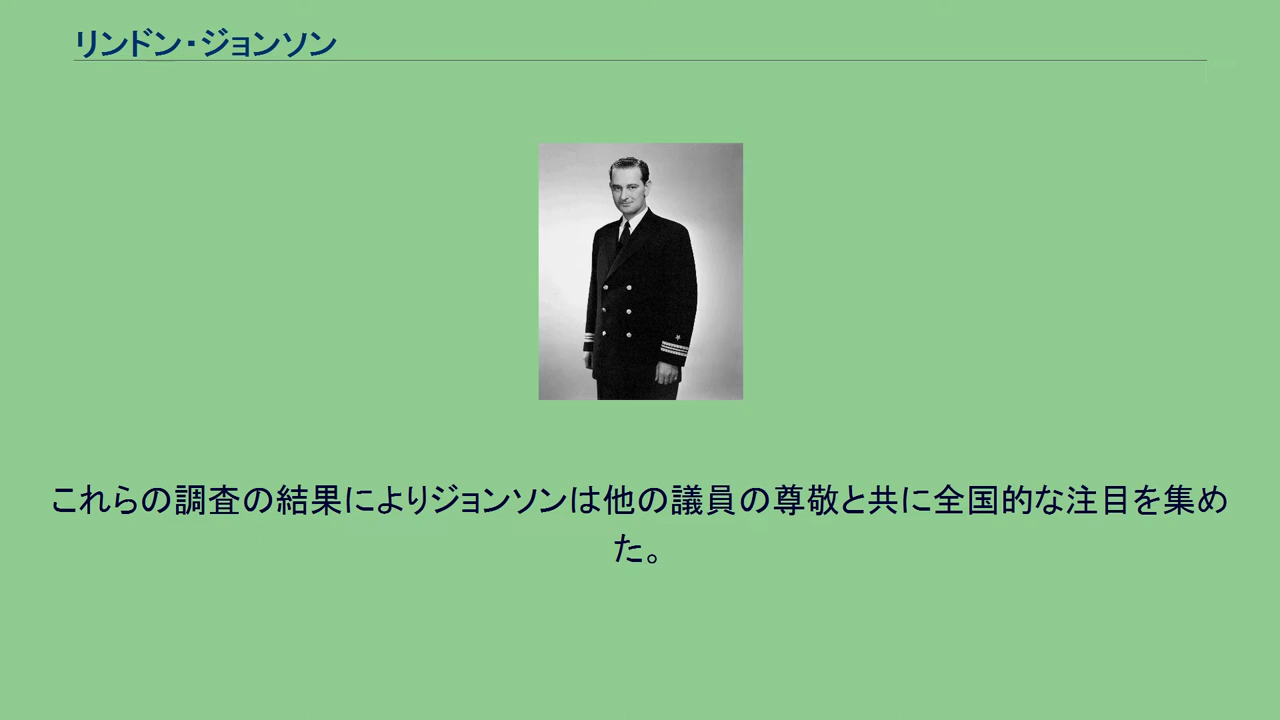 リンドン・ジョンソン
これらの調査の結果によりジョンソンは他の議員の尊敬と共に全国的な注目を集め
た。